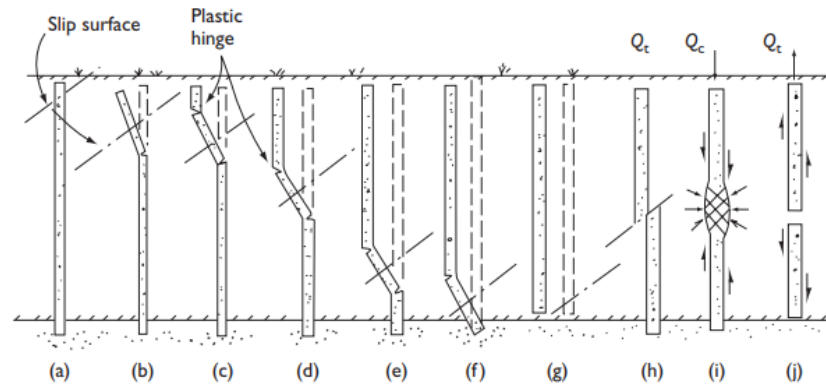 Slip surface
Plastic
hinge
Qt
Qc
Qt
(a)
(b)
(c)
(d)
(e)
(f)
(g)
(h)
(i)
(j)